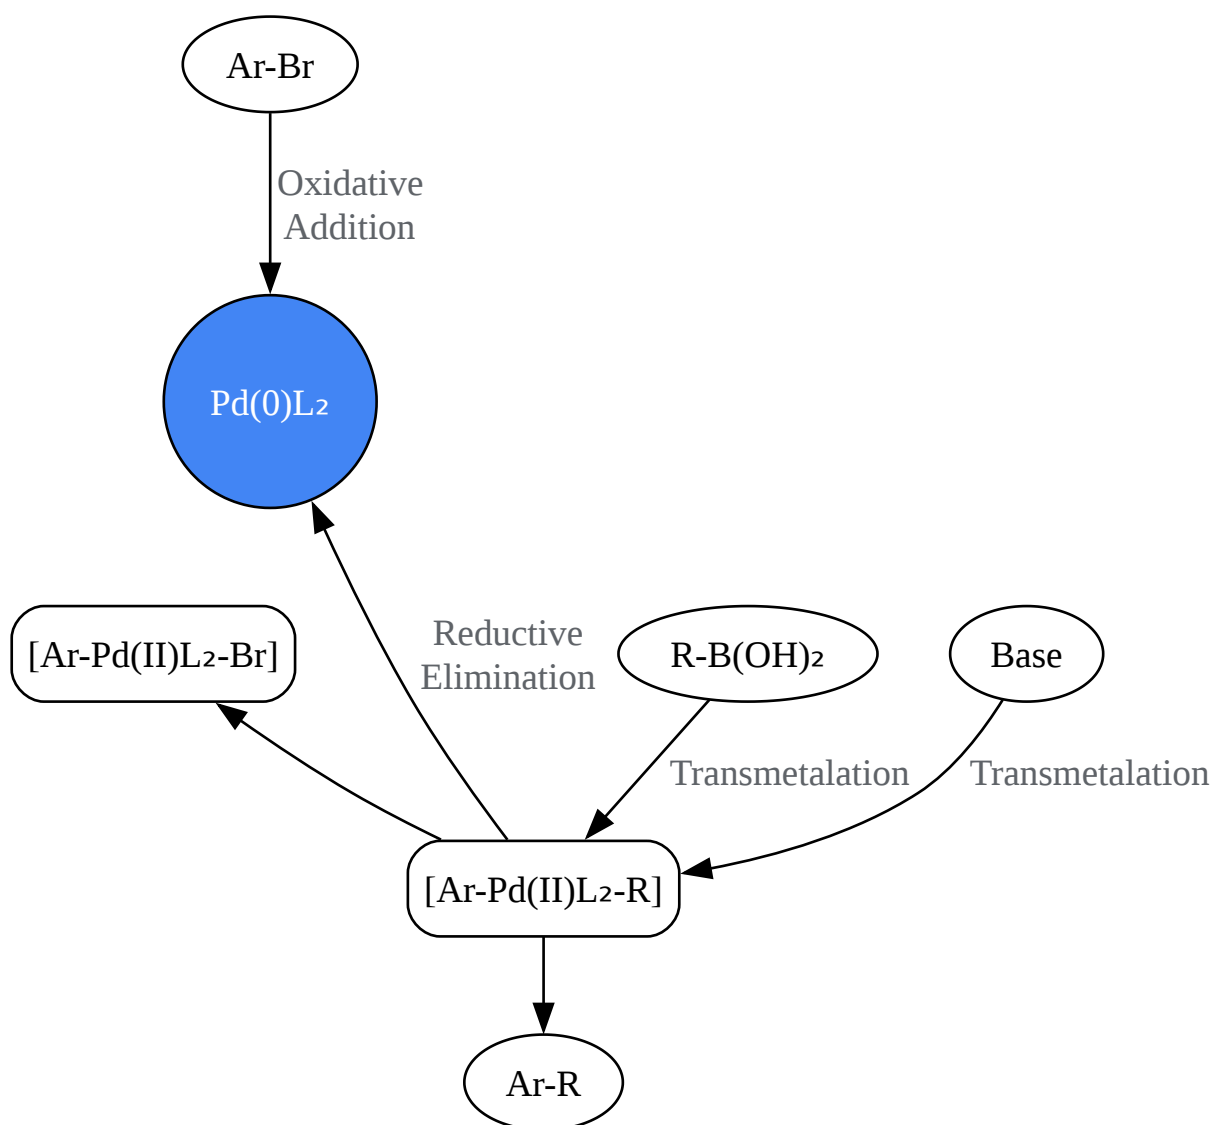 Ar-Br
Oxidative
Addition
Pd(0)L₂
[Ar-Pd(II)L₂-Br]
Reductive
Elimination
R-B(OH)₂
Base
Transmetalation
Transmetalation
[Ar-Pd(II)L₂-R]
Ar-R